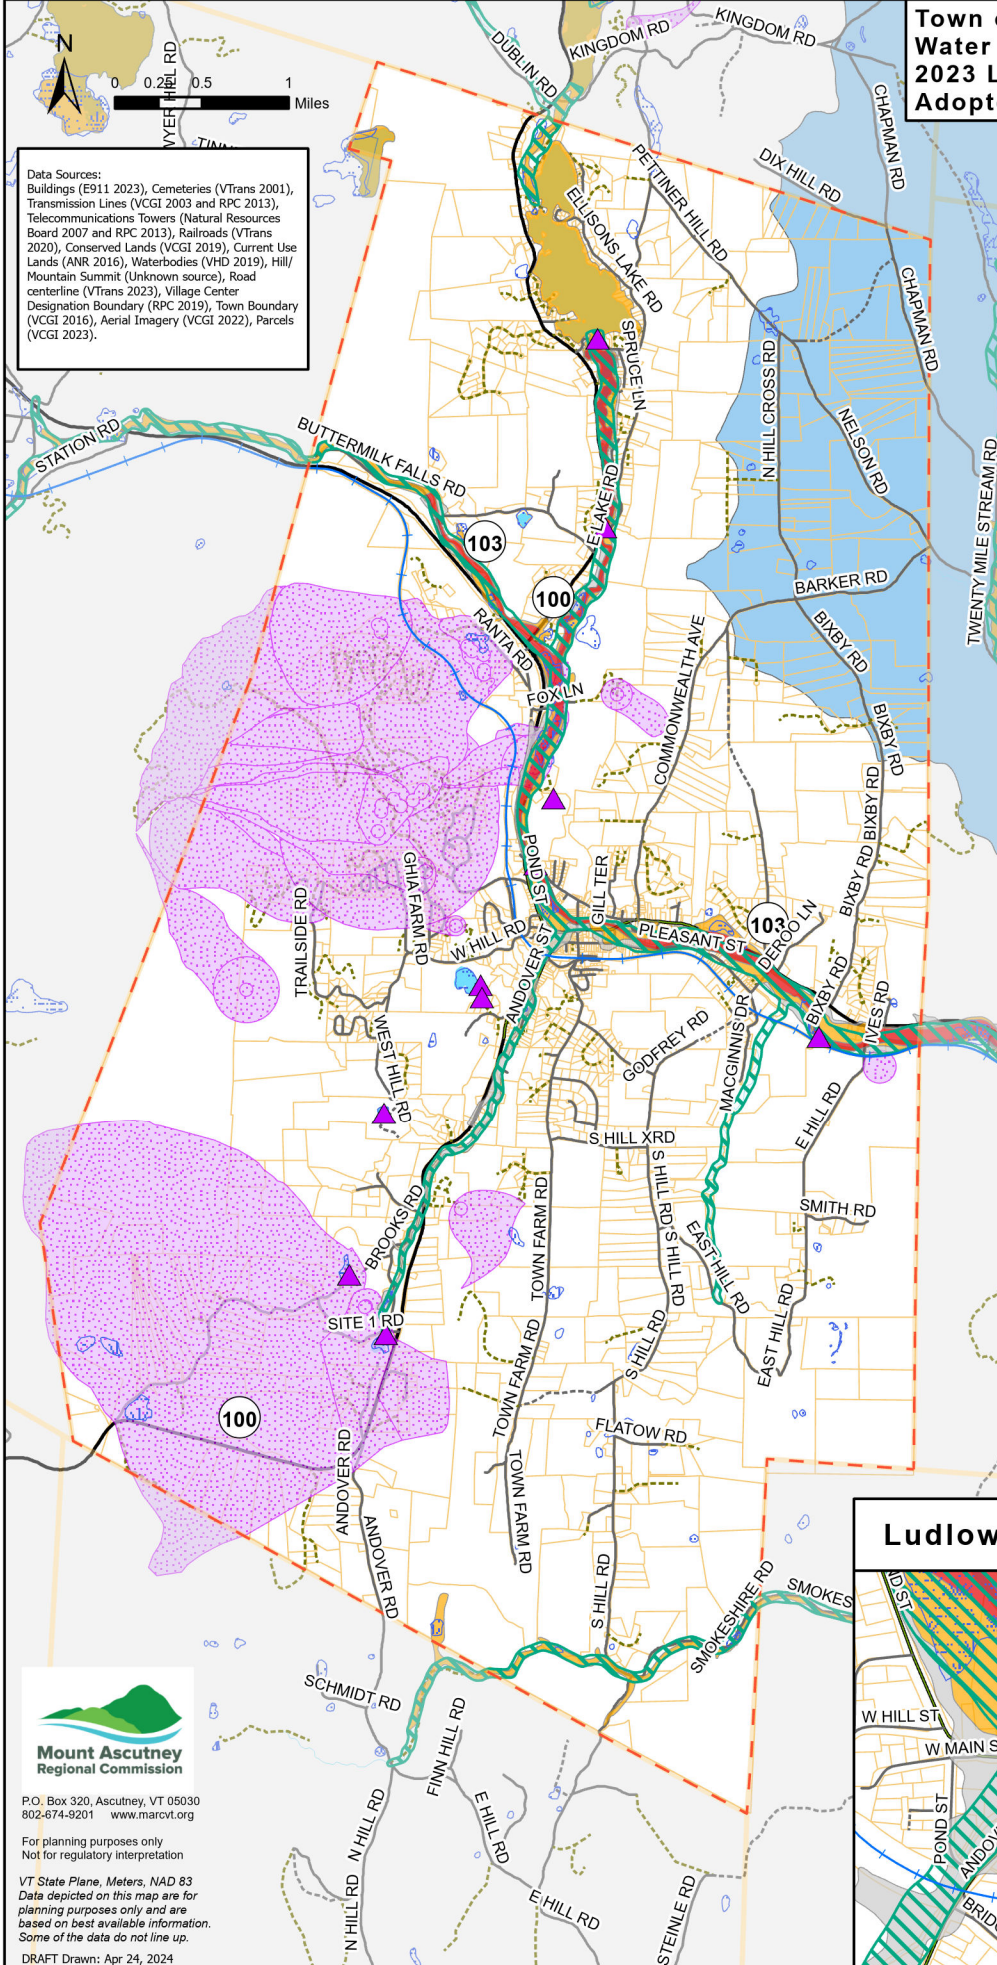 Town
Water
2023 L
Adopt
N
0 0.25 0.5 1
Miles
Data Sources:
Buildings (E911 2023), Cemeteries (VTrans 2001),
Transmission Lines (VCGI 2003 and RPC 2013),
Telecommunications Towers (Natural Resources
Board 2007 and RPC 2013), Railroads (VTrans
2020), Conserved Lands (VCGI 2019), Current Use
Lands (ANR 2016), Waterbodies (VHD 2019), Hill/
Mountain Summit (Unknown source), Road
centerline (VTrans 2023), Village Center
Designation Boundary (RPC 2019), Town Boundary
(VCGI 2016), Aerial Imagery (VCGI 2022), Parcels
(VCGI 2023).
VYER HILL RD
TINN
DUBLIN RD
KINGDOM RD
KINGDOM RD
CHAPMAN RD
DIX HILL RD
PETTINER HILL RD
ELLISONS LAKE RD
CHAPMAN RD
SPRUCE LN
N HILL CROSS RD
NELSON RD
STATION RD
BUTTERMILK FALLS RD
E LAKE RD
TWENTY MILE STREAM RD
103
100
BARKER RD
RANTA RD
BIXBY RD
COMMONWEALTH AVE
FOX LN
BIXBY RD
BIXBY RD
BIXBY RD
POND ST
GHIA FARM RD
GILL TER
TRAILSIDE RD
W HILL RD
ANDOVER ST
PLEASANT ST
103
DEROO LN
BIXBY RD
IVES RD
WEST HILL RD
GODFREY RD
MACGINNIS DR
E HILL RD
S HILL XRD
S HILL RD
S HILL RD
SMITH RD
BROOKS RD
TOWN FARM RD
EAST HILL RD
EAST HILL RD
SITE 1 RD
TOWN FARM RD
S HILL RD
100
FLATOW RD
ANDOVER RD
TOWN FARM RD
ANDOVER RD
S HILL RD
SMOKESHIRE RD
SMOKES
SCHMIDT RD
FINN HILL RD
N HILL RD
E HILL RD
N HILL RD
E HILL RD
STEINLE RD
Ludlow
ND ST
W HILL ST
W MAIN S
POND ST
ANDOV
BRIDG
Mount Ascutney
Regional Commission
P.O. Box 320, Ascutney, VT 05030
802-674-9201 www.marcvt.org
For planning purposes only
Not for regulatory interpretation
VT State Plane, Meters, NAD 83
Data depicted on this map are for
planning purposes only and are
based on best available information.
Some of the data do not line up.
DRAFT Drawn: Apr 24, 2024